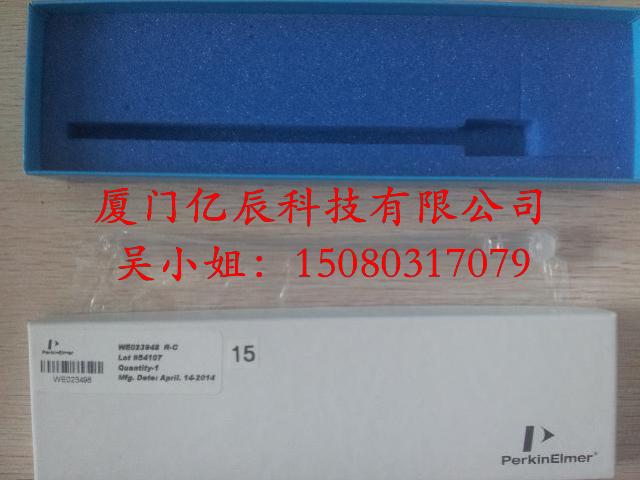 厦门亿辰科技有限公司
吴小姐：15080317079
WE023948 R-C
Lot #54107
Quantity-1
Mfg. Date: April. 14-2014
PerkinElmer
WE023498
15
PerkinElmer